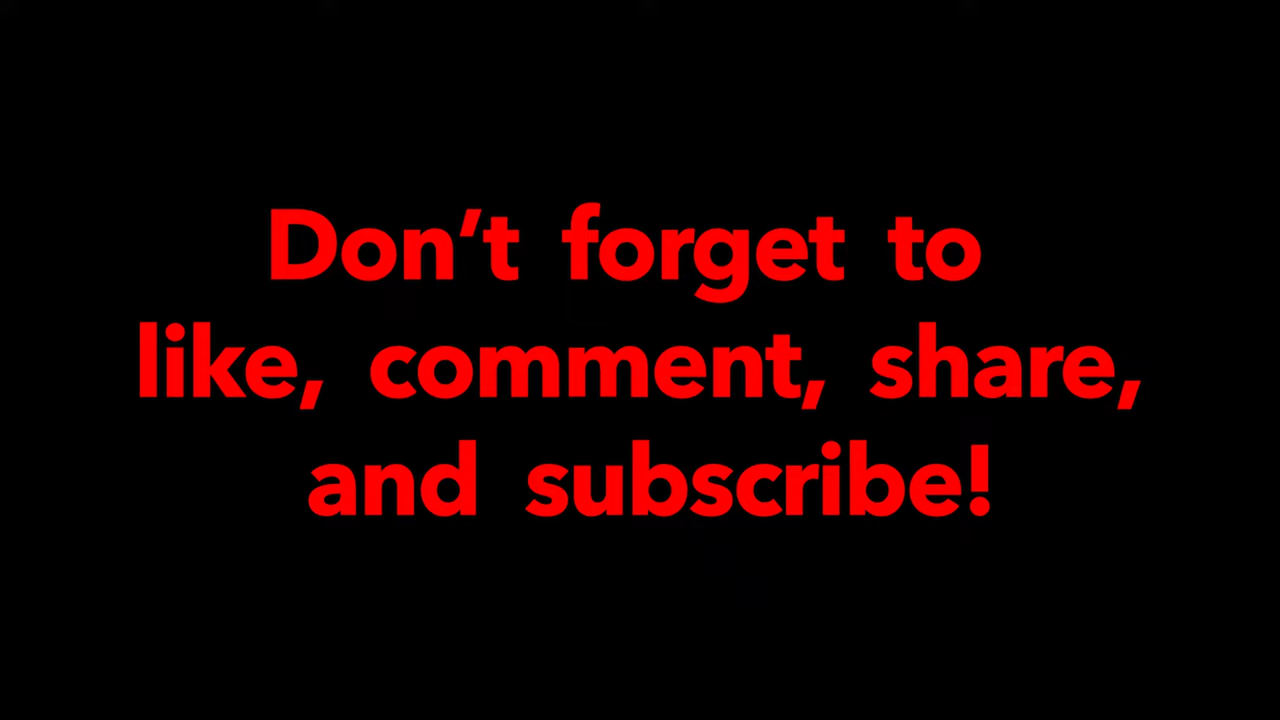 Don’t forget to
like, comment, share,
and subscribe!